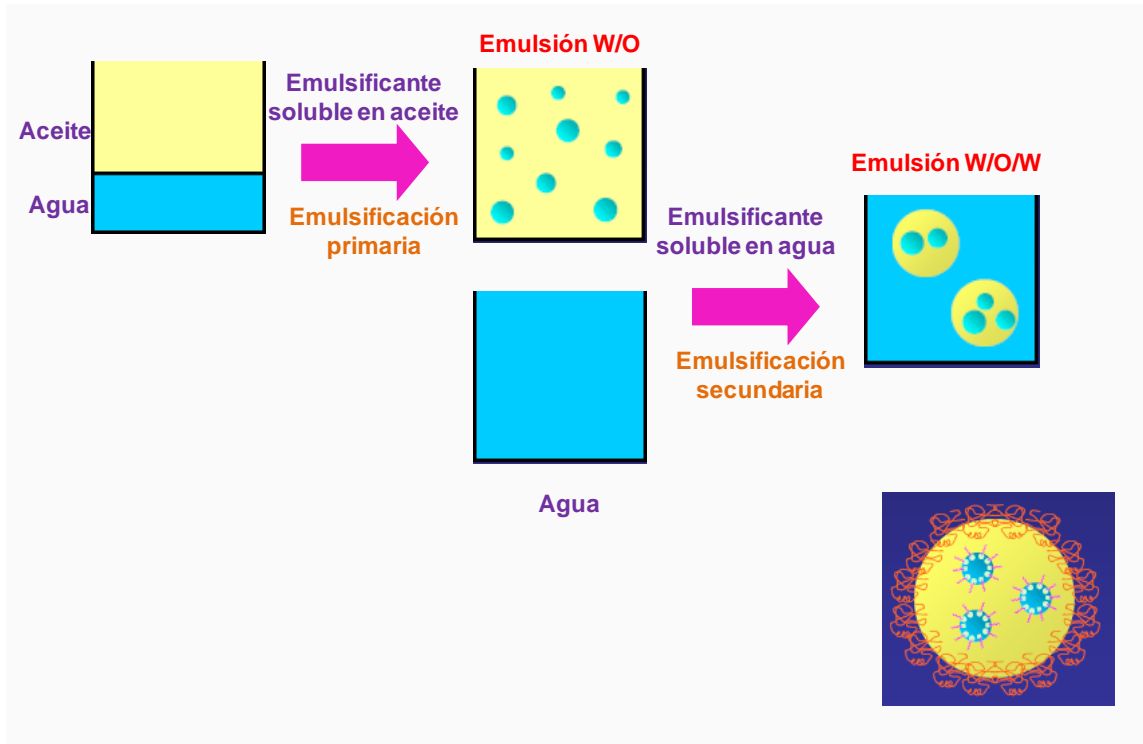 Emulsión W/O
Emulsificante
soluble en aceite
Aceite
Agua
Emulsificación
primaria
Emulsión W/O/W
Emulsificante
soluble en agua
Emulsificación
secundaria
Agua